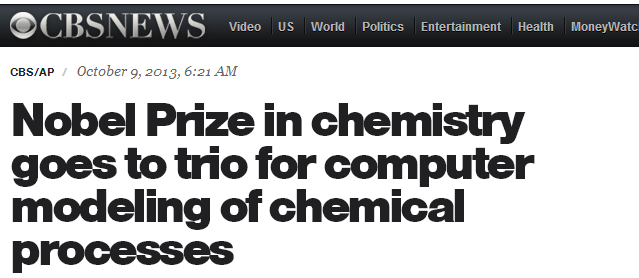 CBSNEWS Video US World Politics Entertainment Health MoneyWatc
CBS/AP / October 9, 2013, 6:21 AM
Nobel Prize in chemistry
goes to trio for computer
modeling of chemical
processes